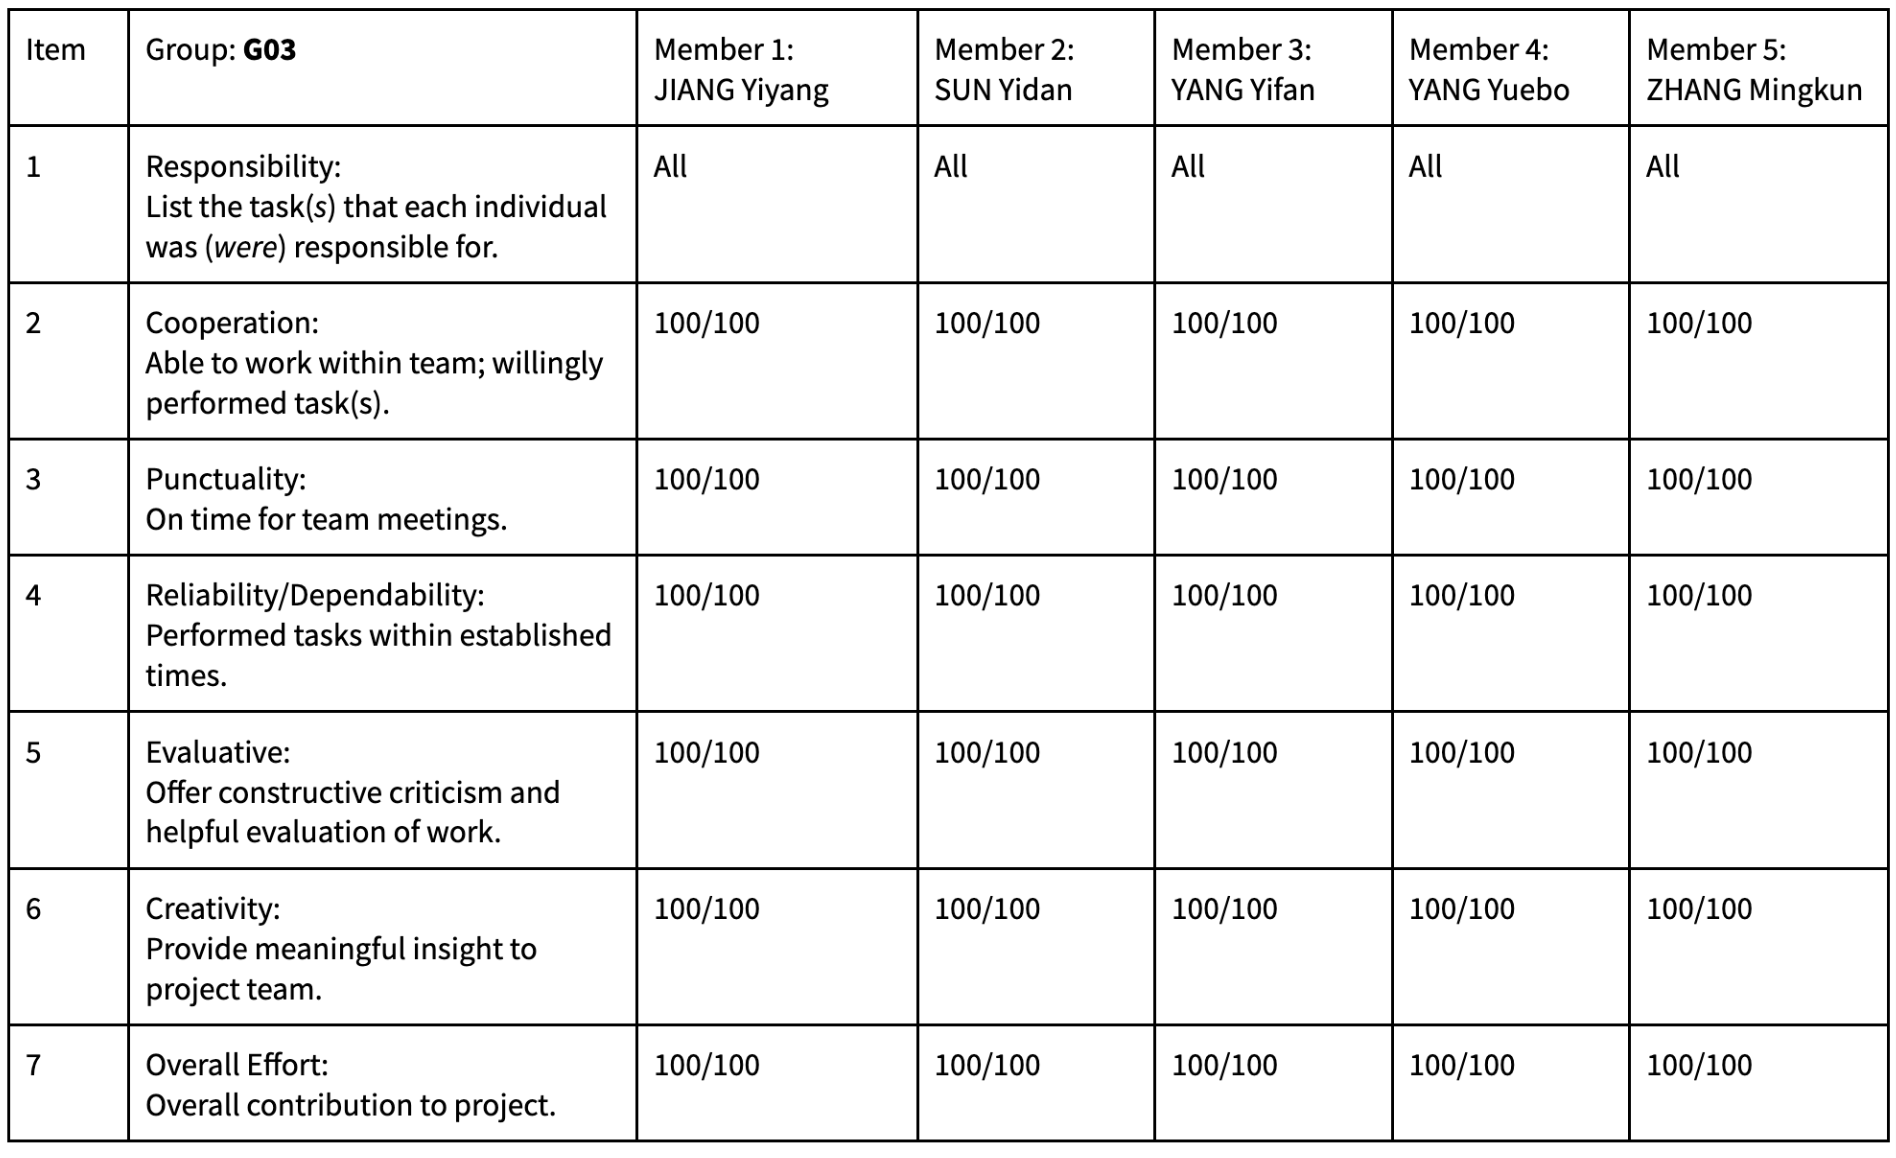 Item
Group: G03
Member 1:
JIANG Yiyang
Member 2:
SUN Yidan
Member 3:
YANG Yifan
Member 4:
YANG Yuebo
Member 5:
ZHANG Mingkun
1
Responsibility:
List the task(s) that each individual
was (were) responsible for.
All
All
All
All
All
2
Cooperation:
Able to work within team; willingly
performed task(s).
100/100
100/100
100/100
100/100
100/100
3
Punctuality:
On time for team meetings.
100/100
100/100
100/100
100/100
100/100
4
Reliability/Dependability:
Performed tasks within established
times.
100/100
100/100
100/100
100/100
100/100
5
Evaluative:
Offer constructive criticism and
helpful evaluation of work.
100/100
100/100
100/100
100/100
100/100
6
Creativity:
Provide meaningful insight to
project team.
100/100
100/100
100/100
100/100
100/100
7
Overall Effort:
Overall contribution to project.
100/100
100/100
100/100
100/100
100/100